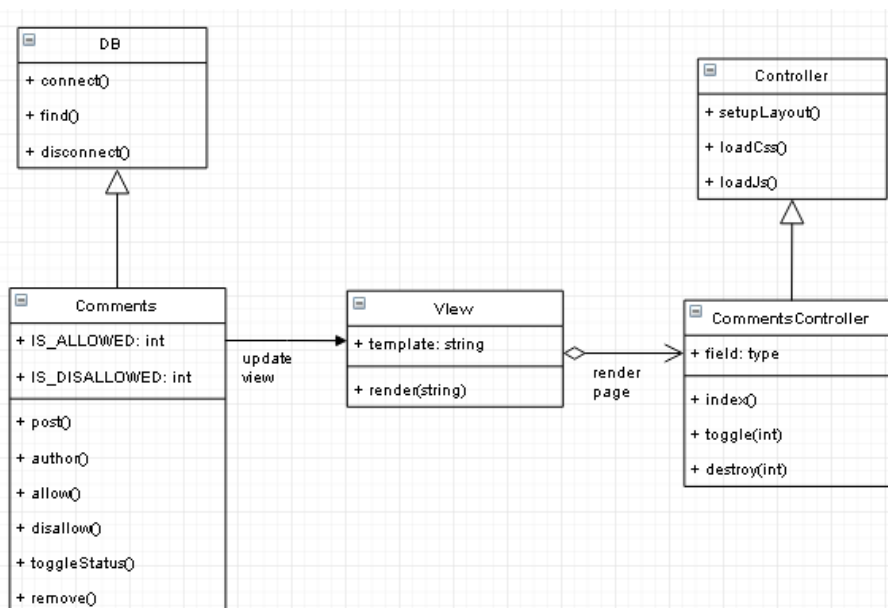 DB
+ connect()
+ find()
+ disconnect()
Controller
+ setupLayout()
+ loadCss()
+ loadJs()
Comments
+ IS_ALLOWED: int
+ IS_DISALLOWED: int
+ post()
+ author()
+ allow()
+ disallow()
+ toggleStatus()
+ remove()
update
view
VIew
+ template: string
+ render(string)
render
page
CommentsController
+ field: type
+ index()
+ toggle(int)
+ destroy(int)